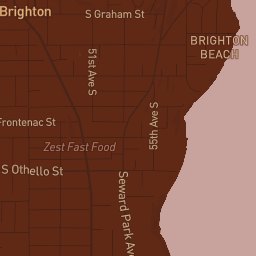 Brighton
S Graham St
BRIGHTON
BEACH
51st Ave S
55th Ave S
Frontenac St
Zest Fast Food
S Othello St
Seward Park Ave